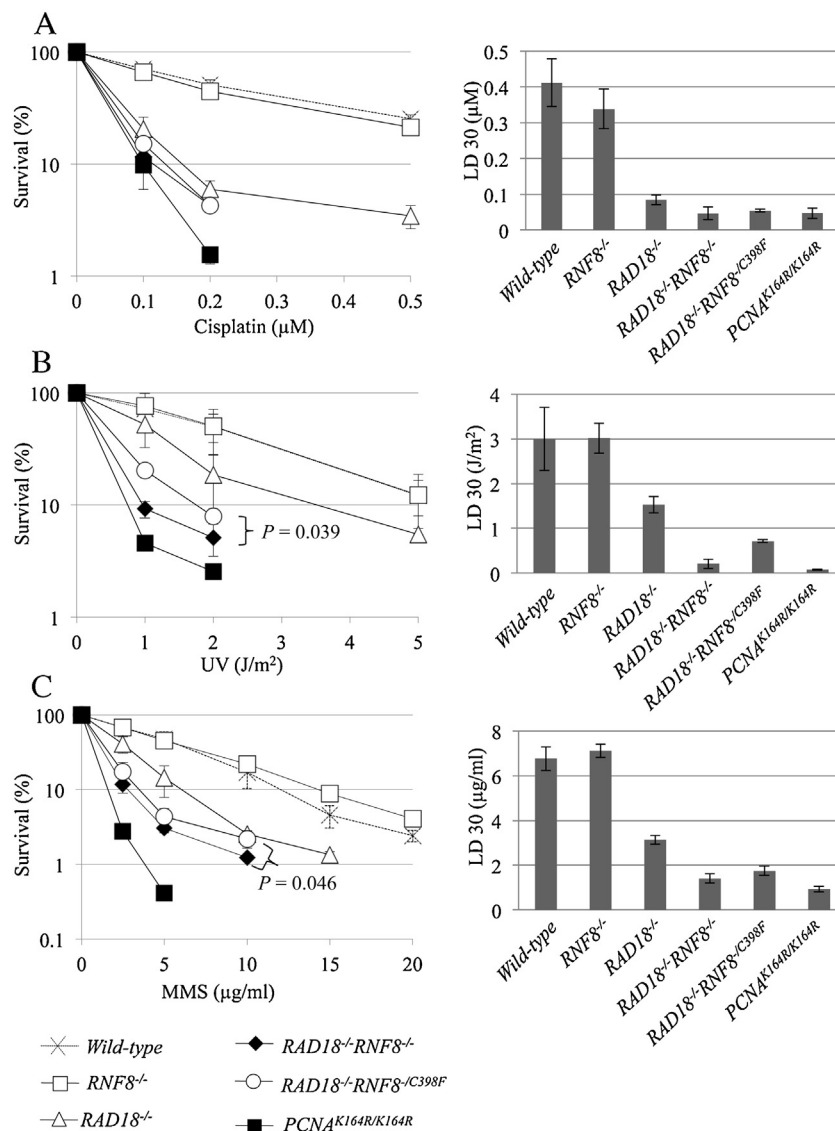 A
Survival (%)
100
10
1
0
0.1
0.2
0.3
0.4
0.5
Cisplatin (µM)
LD 30 (µM)
0.5
0.4
0.3
0.2
0.1
0
Wild-type
RNF8-/-
RAD18-/-
RAD18-/-RNF8-/-
RAD18-/-RNF8-/C398F
PCNAK164R/K164R
B
Survival (%)
100
10
1
0
1
2
3
4
5
UV (J/m²)
P = 0.039
LD 30 (J/m²)
4
3
2
1
0
Wild-type
RNF8-/-
RAD18-/-
RAD18-/-RNF8-/-
RAD18-/-RNF8-/C398F
PCNAK164R/K164R
C
Survival (%)
100
10
1
0.1
0
5
10
15
20
MMS (µg/ml)
P = 0.046
LD 30 (µg/ml)
8
6
4
2
0
Wild-type
RNF8-/-
RAD18-/-
RAD18-/-RNF8-/-
RAD18-/-RNF8-/C398F
PCNAK164R/K164R
Wild-type
RNF8-/-
RAD18-/-
RAD18-/-RNF8-/-
RAD18-/-RNF8-/C398F
PCNAK164R/K164R